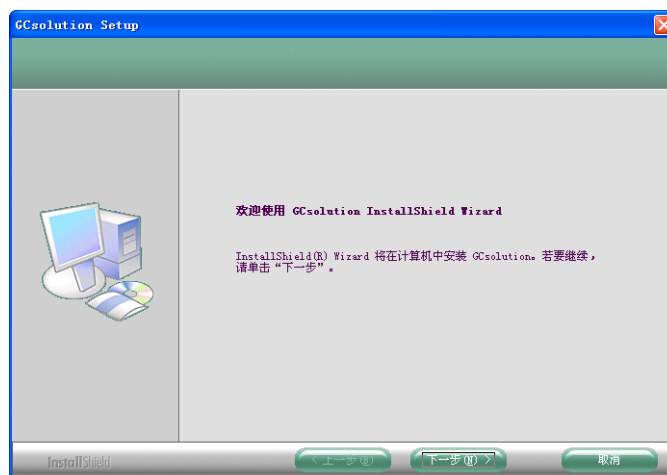 GCsolution Setup
欢迎使用 GCsolution InstallShield Wizard
InstallShield(R) Wizard 将在计算机中安装 GCsolution。若要继续，
请单击“下一步”。
InstallShield
< 上一步(B)
下一步(N) >
取消